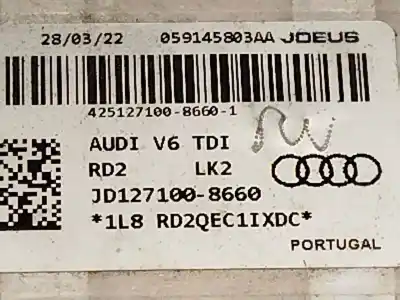 28/03/22 059145803AA JDEUS
425127100-8660-1
AUDI V6 TDI
RD2 LK2
JD127100-8660
*1L8 RD2QEC1IXDC*
PORTUGAL